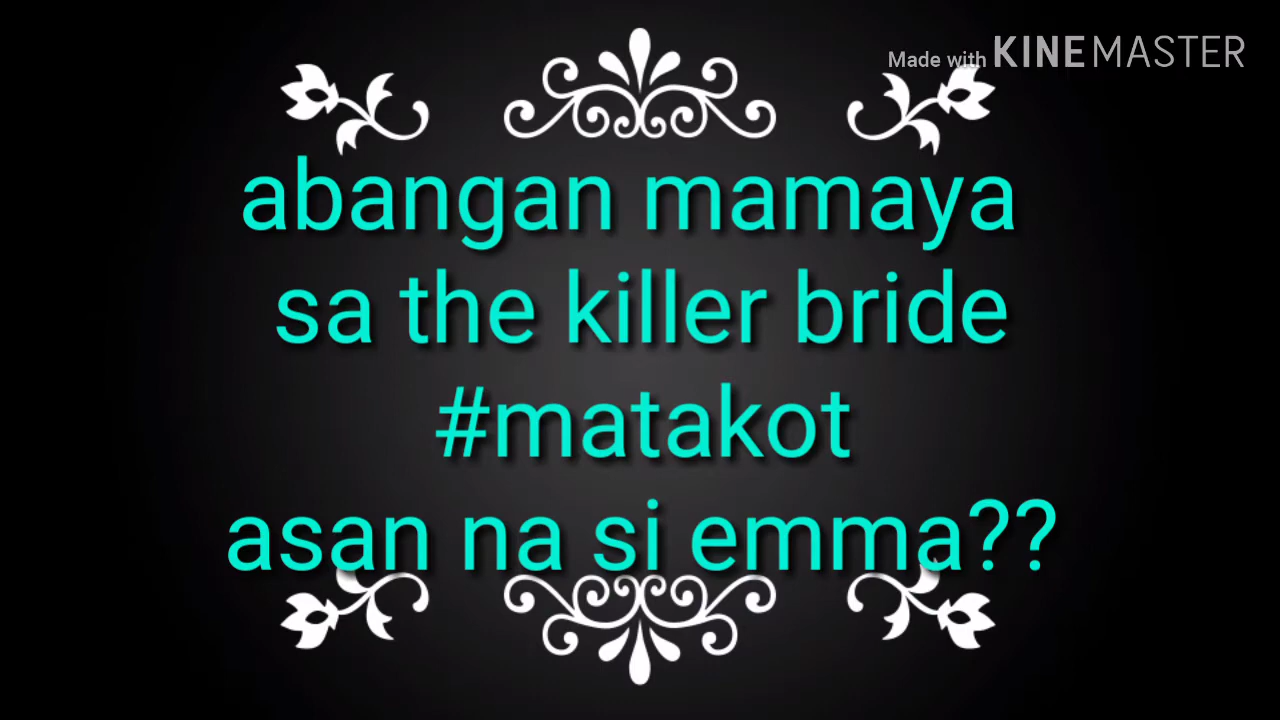 Made with KINEMASTER
abangan mamaya
sa the killer bride
#matakot
asan na si emma??